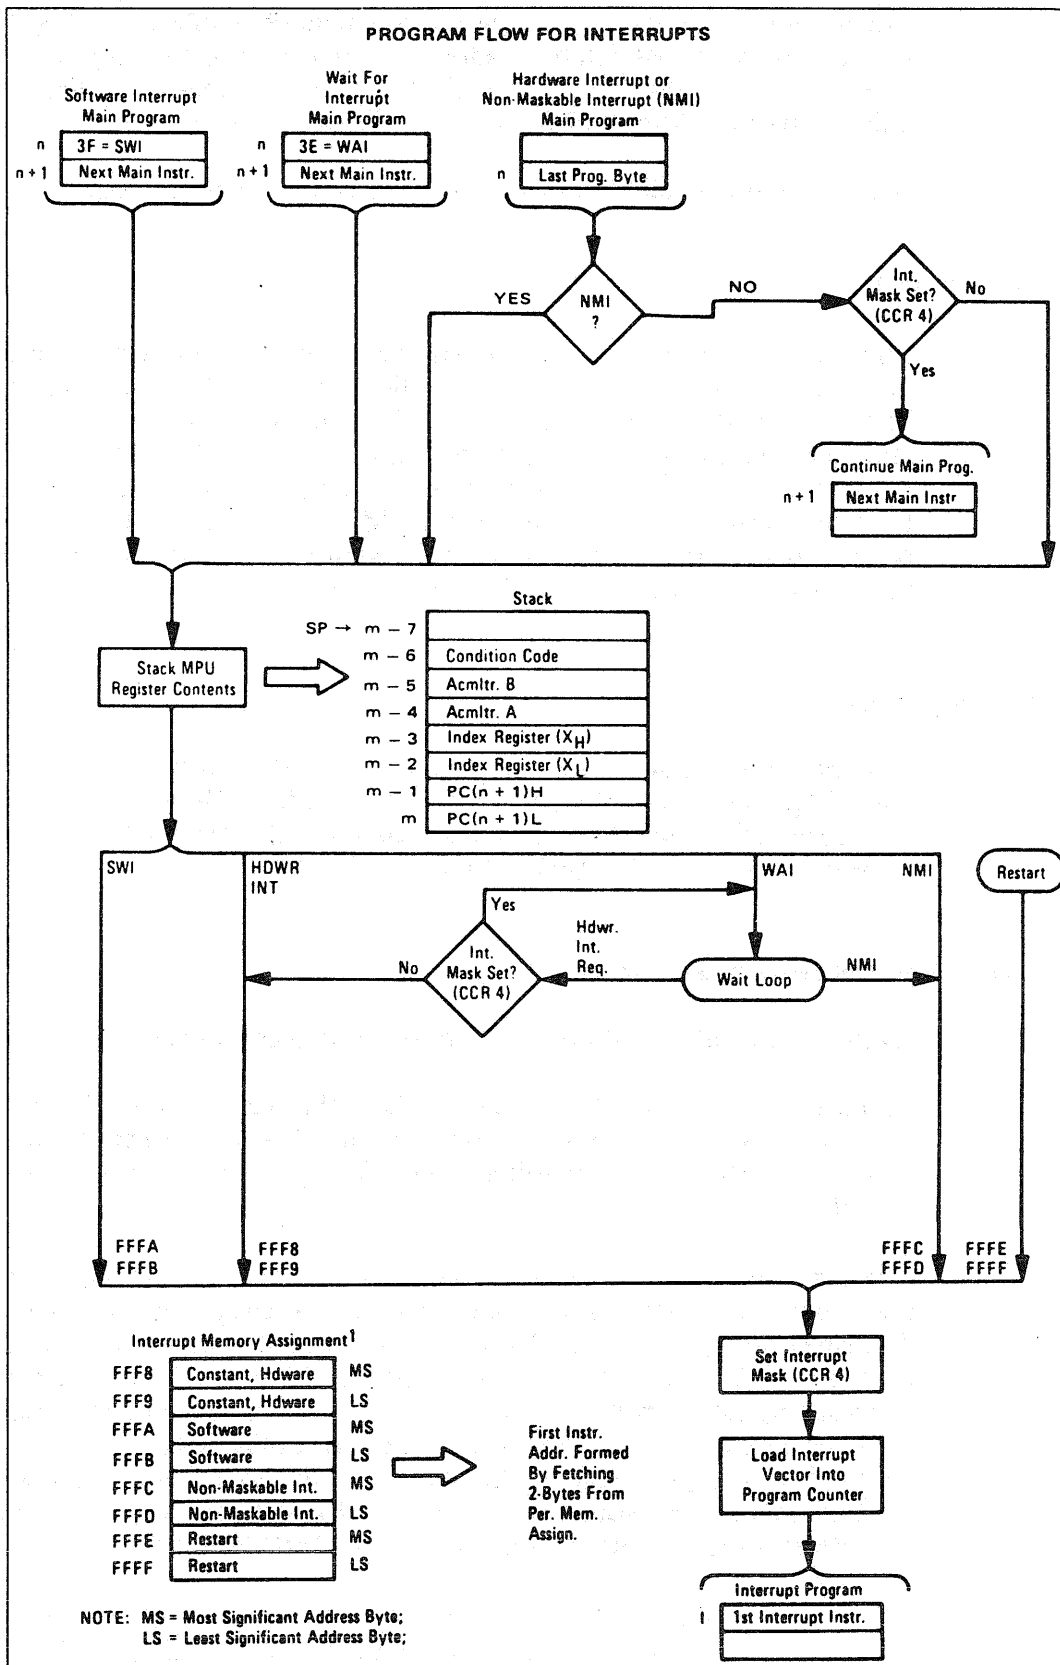 PROGRAM FLOW FOR INTERRUPTS
Software Interrupt
Main Program
n 3F = SWI
n + 1 Next Main Instr.
Wait For
Interrupt
Main Program
n 3E = WAI
n + 1 Next Main Instr.
Hardware Interrupt or
Non-Maskable Interrupt (NMI)
Main Program
n Last Prog. Byte
YES
NMI
?
NO
Int.
Mask Set?
(CCR 4)
No
Yes
Continue Main Prog.
n + 1 Next Main Instr
Stack MPU
Register Contents
Stack
SP → m − 7
m − 6 Condition Code
m − 5 Acmltr. B
m − 4 Acmltr. A
m − 3 Index Register (XH)
m − 2 Index Register (XL)
m − 1 PC(n + 1)H
m PC(n + 1)L
SWI
HDWR
INT
WAI
NMI
Restart
Yes
Int.
Mask Set?
(CCR 4)
No
Hdwr.
Int.
Req.
Wait Loop
NMI
FFFA
FFFB
FFF8
FFF9
FFFC
FFFD
FFFE
FFFF
Interrupt Memory Assignment1
FFF8 Constant, Hdware MS
FFF9 Constant, Hdware LS
FFFA Software MS
FFFB Software LS
FFFC Non-Maskable Int. MS
FFFD Non-Maskable Int. LS
FFFE Restart MS
FFFF Restart LS
First Instr.
Addr. Formed
By Fetching
2-Bytes From
Per. Mem.
Assign.
Set Interrupt
Mask (CCR 4)
Load Interrupt
Vector Into
Program Counter
Interrupt Program
I 1st Interrupt Instr.
NOTE: MS = Most Significant Address Byte;
LS = Least Significant Address Byte;